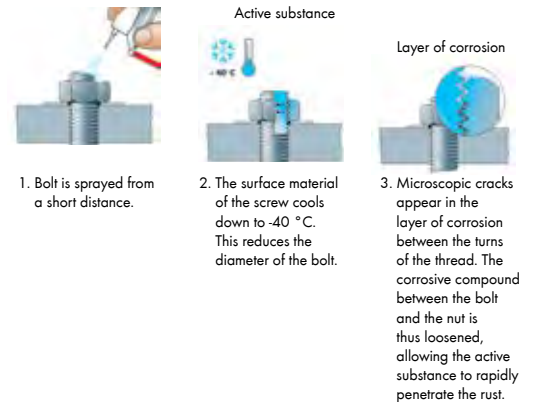 Active substance
- 40˚C
Layer of corrosion
1. Bolt is sprayed from
a short distance.
2. The surface material
of the screw cools
down to -40 °C.
This reduces the
diameter of the bolt.
3. Microscopic cracks
appear in the
layer of corrosion
between the turns
of the thread. The
corrosive compound
between the bolt
and the nut is
thus loosened,
allowing the active
substance to rapidly
penetrate the rust.